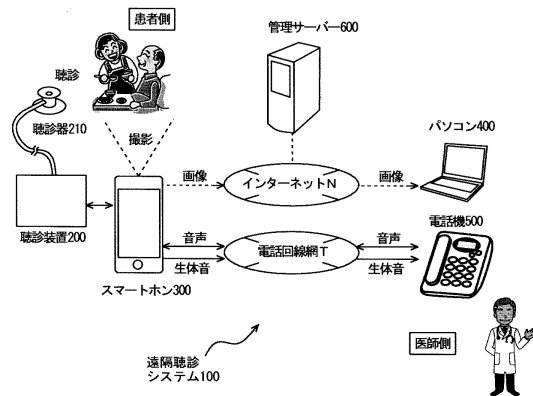 患者側
管理サーバー600
聴診
聴診器210
撮影
パソコン400
画像
インターネットN
画像
聴診装置200
電話機500
音声
電話回線網T
音声
生体音
生体音
スマートホン300
遠隔聴診
システム100
医師側